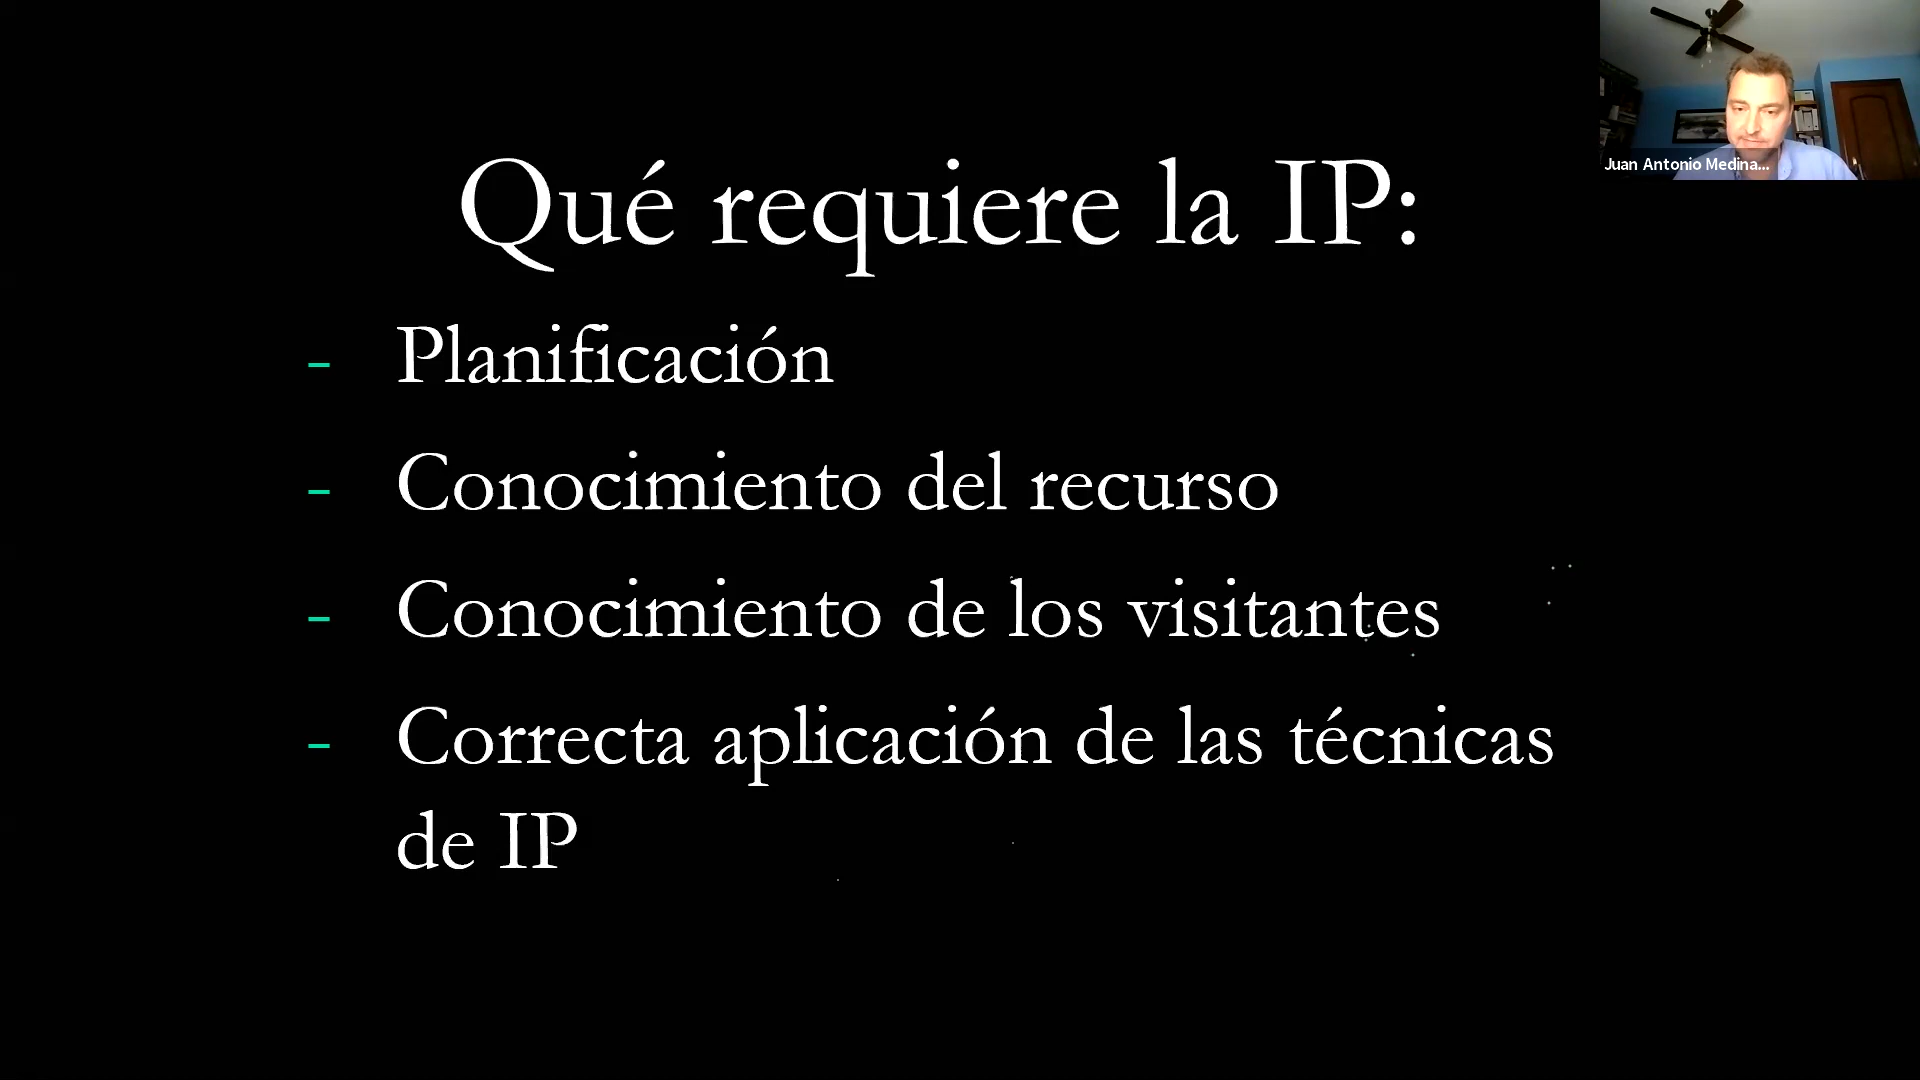 Qué requiere la IP:
- Planificación
- Conocimiento del recurso
- Conocimiento de los visitantes
- Correcta aplicación de las técnicas
de IP
Juan Antonio Medina...